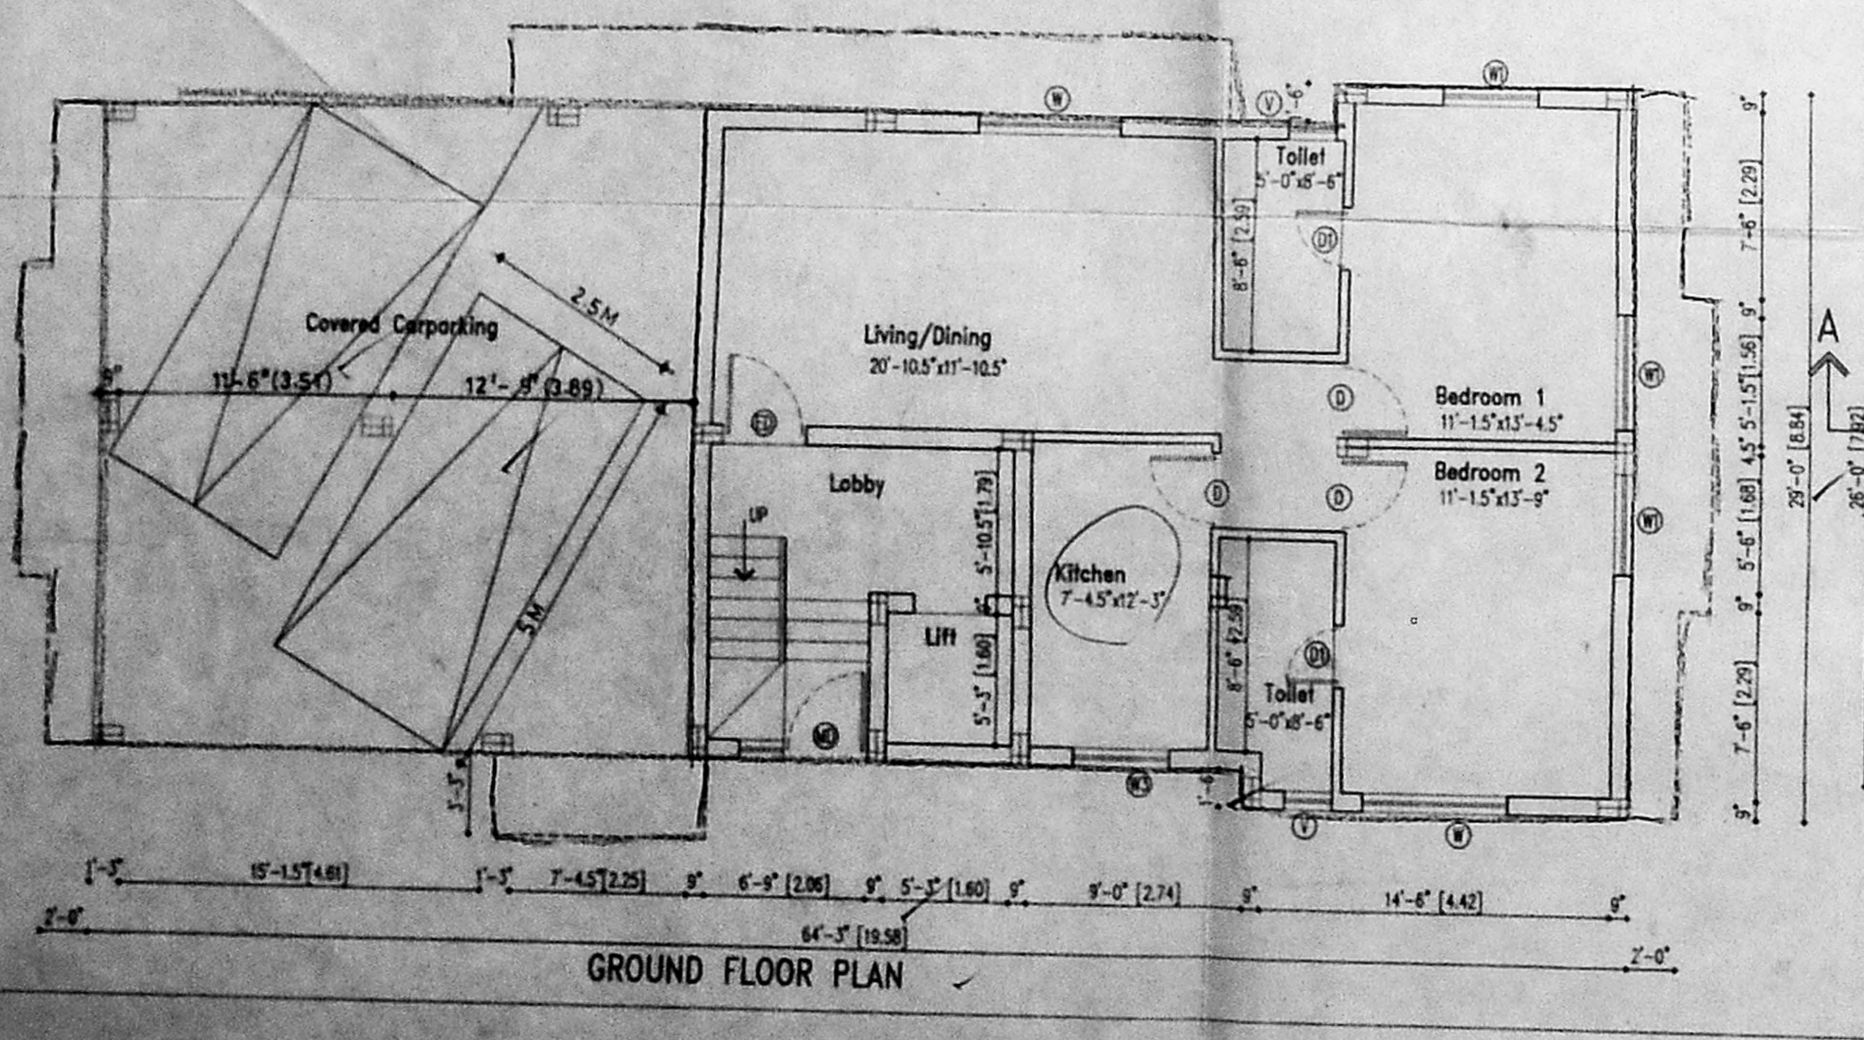 W1
W
V
Toilet
5'-0"x8'-6"
9"
7'-6" [2.29]
8'-6" [2.59]
D1
2.5M
Covered Carparking
Living/Dining
20'-10.5"x11'-10.5"
9"
A
9"
11'-6"(3.51)
12'-9"(3.89)
5'-1.5"[1.56]
W1
D
Bedroom 1
11'-1.5"x13'-4.5"
FD
4.5"
29'-0" [8.84]
26'-0" [7.92]
Lobby
5'-10.5"[1.79]
Bedroom 2
11'-1.5"x13'-9"
D
D
UP
W1
5'-6" [1.68]
Kitchen
7'-4.5"x12'-3"
9"
9"
5M
Lift
5'-3" [1.60]
8'-6" [2.59]
D1
Toilet
5'-0"x8'-6"
7'-6" [2.29]
MD
W3
V
W
9"
1'-3"
15'-1.5"[4.61]
1'-3"
7'-4.5"[2.25]
9"
6'-9" [2.06]
9"
5'-3" [1.60]
9"
9'-0" [2.74]
9"
14'-6" [4.42]
9"
2'-0"
64'-3" [19.58]
2'-0"
GROUND FLOOR PLAN